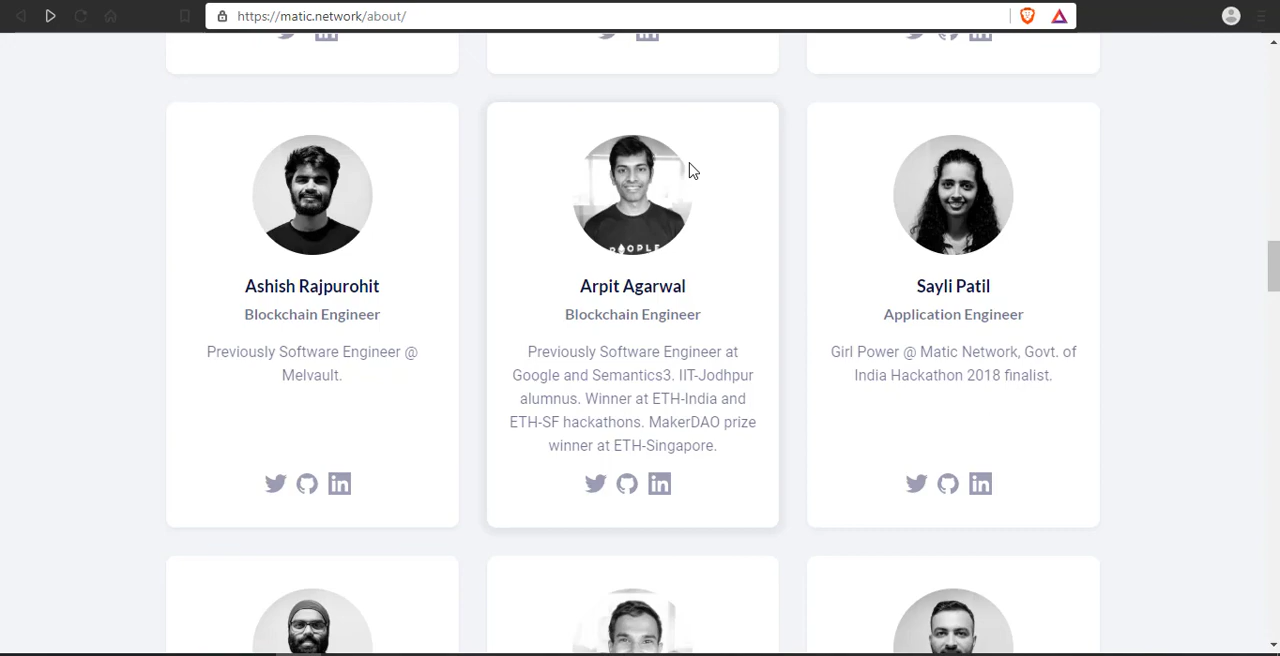 https://matic.network/about/
Ashish Rajpurohit
Blockchain Engineer
Previously Software Engineer @
Melvault.
Arpit Agarwal
Blockchain Engineer
Previously Software Engineer at
Google and Semantics3. IIT-Jodhpur
alumnus. Winner at ETH-India and
ETH-SF hackathons. MakerDAO prize
winner at ETH-Singapore.
Sayli Patil
Application Engineer
Girl Power @ Matic Network, Govt. of
India Hackathon 2018 finalist.